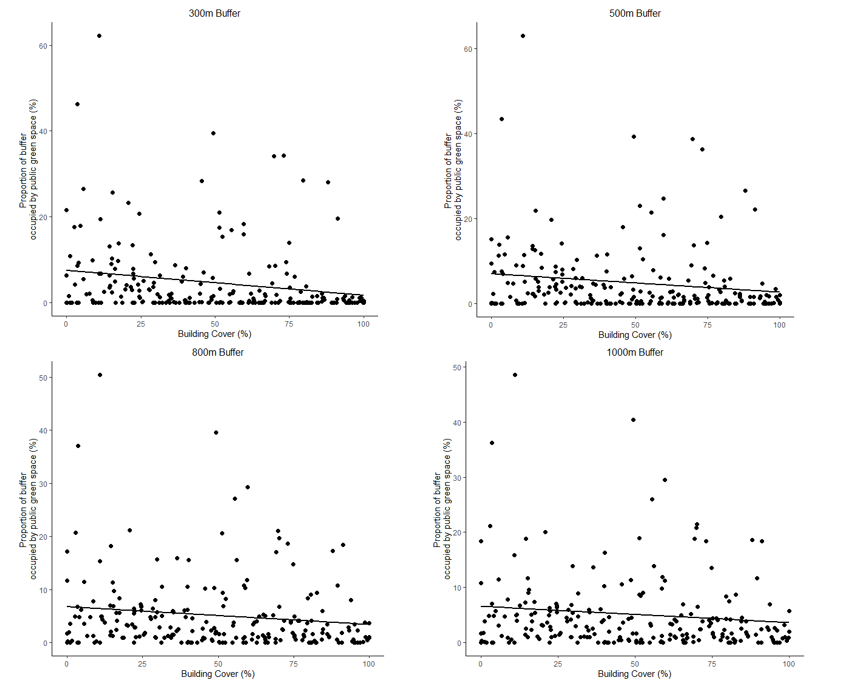 300m Buffer
Proportion of buffer
occupied by public green space (%)
60
40
20
0
0 25 50 75 100
Building Cover (%)
500m Buffer
Proportion of buffer
occupied by public green space (%)
60
40
20
0
0 25 50 75 100
Building Cover (%)
800m Buffer
Proportion of buffer
occupied by public green space (%)
50
40
30
20
10
0
0 25 50 75 100
Building Cover (%)
1000m Buffer
Proportion of buffer
occupied by public green space (%)
50
40
30
20
10
0
0 25 50 75 100
Building Cover (%)